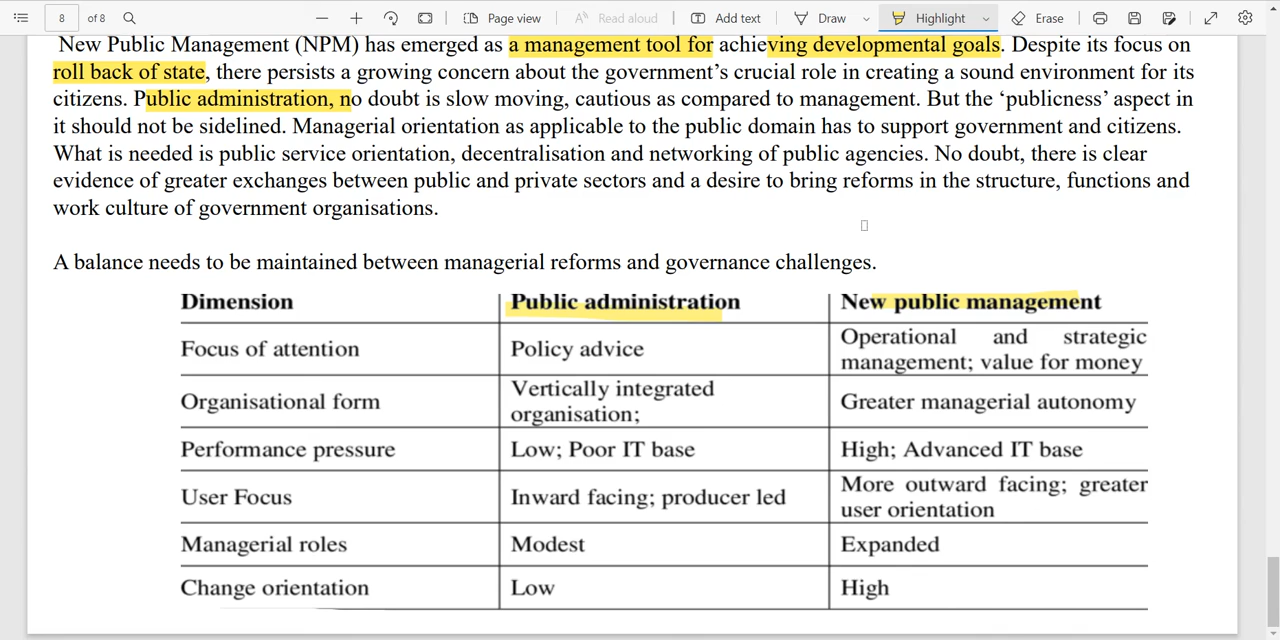 8 of 8 Page view Read aloud Add text Draw Highlight Erase
New Public Management (NPM) has emerged as a management tool for achieving developmental goals. Despite its focus on
roll back of state, there persists a growing concern about the government’s crucial role in creating a sound environment for its
citizens. Public administration, no doubt is slow moving, cautious as compared to management. But the ‘publicness’ aspect in
it should not be sidelined. Managerial orientation as applicable to the public domain has to support government and citizens.
What is needed is public service orientation, decentralisation and networking of public agencies. No doubt, there is clear
evidence of greater exchanges between public and private sectors and a desire to bring reforms in the structure, functions and
work culture of government organisations.
A balance needs to be maintained between managerial reforms and governance challenges.
Dimension Public administration New public management
Focus of attention Policy advice Operational and strategic
management; value for money
Organisational form Vertically integrated
organisation; Greater managerial autonomy
Performance pressure Low; Poor IT base High; Advanced IT base
User Focus Inward facing; producer led More outward facing; greater
user orientation
Managerial roles Modest Expanded
Change orientation Low High